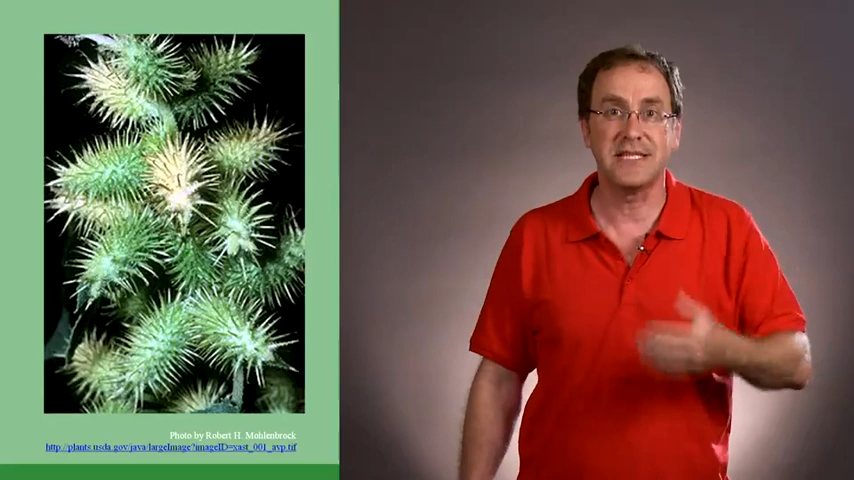 Photo by Robert H. Mohlenbrock
http://plants.usda.gov/java/largeImage?imageID=xast_001_avp.tif